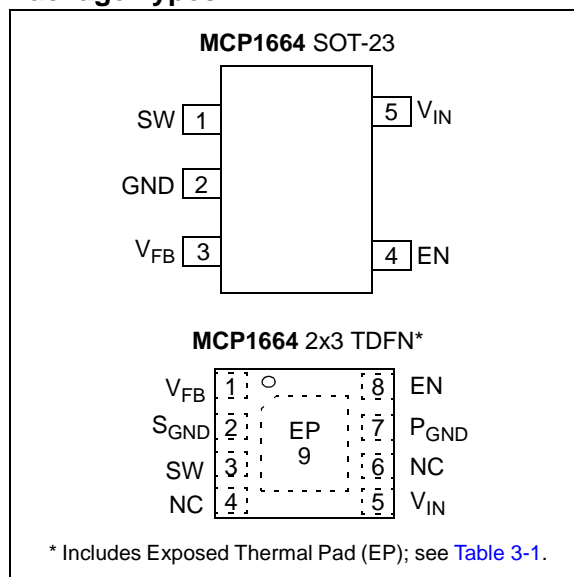 MCP1664 SOT-23
SW 1
5 VIN
GND 2
VFB 3
4 EN
MCP1664 2x3 TDFN*
VFB 1 8 EN
SGND 2 EP 7 PGND
9
SW 3 6 NC
NC 4 5 VIN
* Includes Exposed Thermal Pad (EP); see Table 3-1.